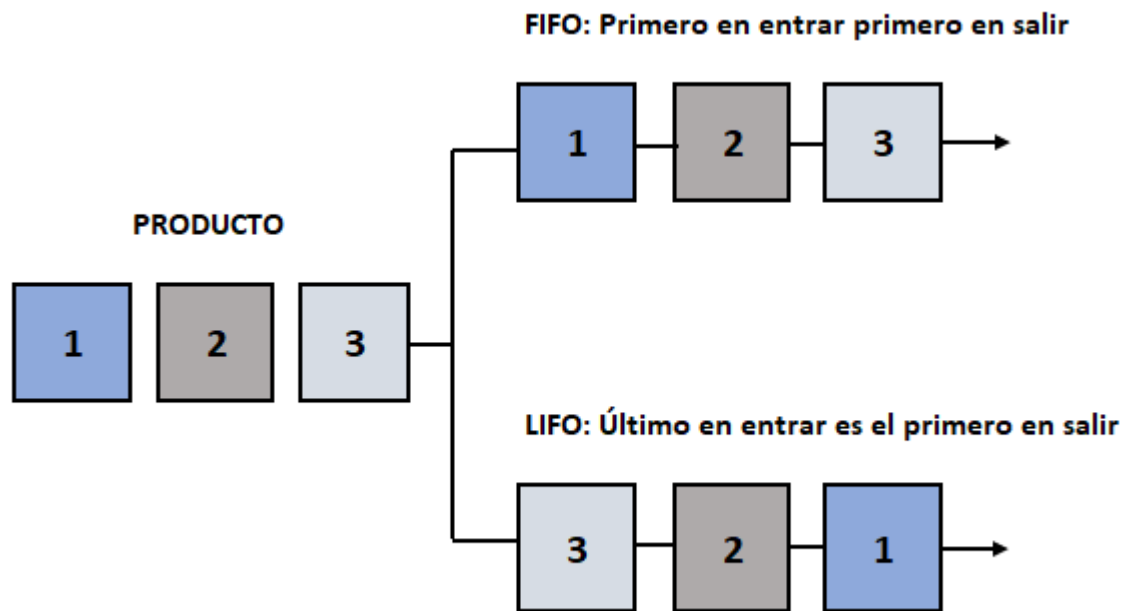 FIFO: Primero en entrar primero en salir
1 2 3
PRODUCTO
1 2 3
LIFO: Último en entrar es el primero en salir
3 2 1